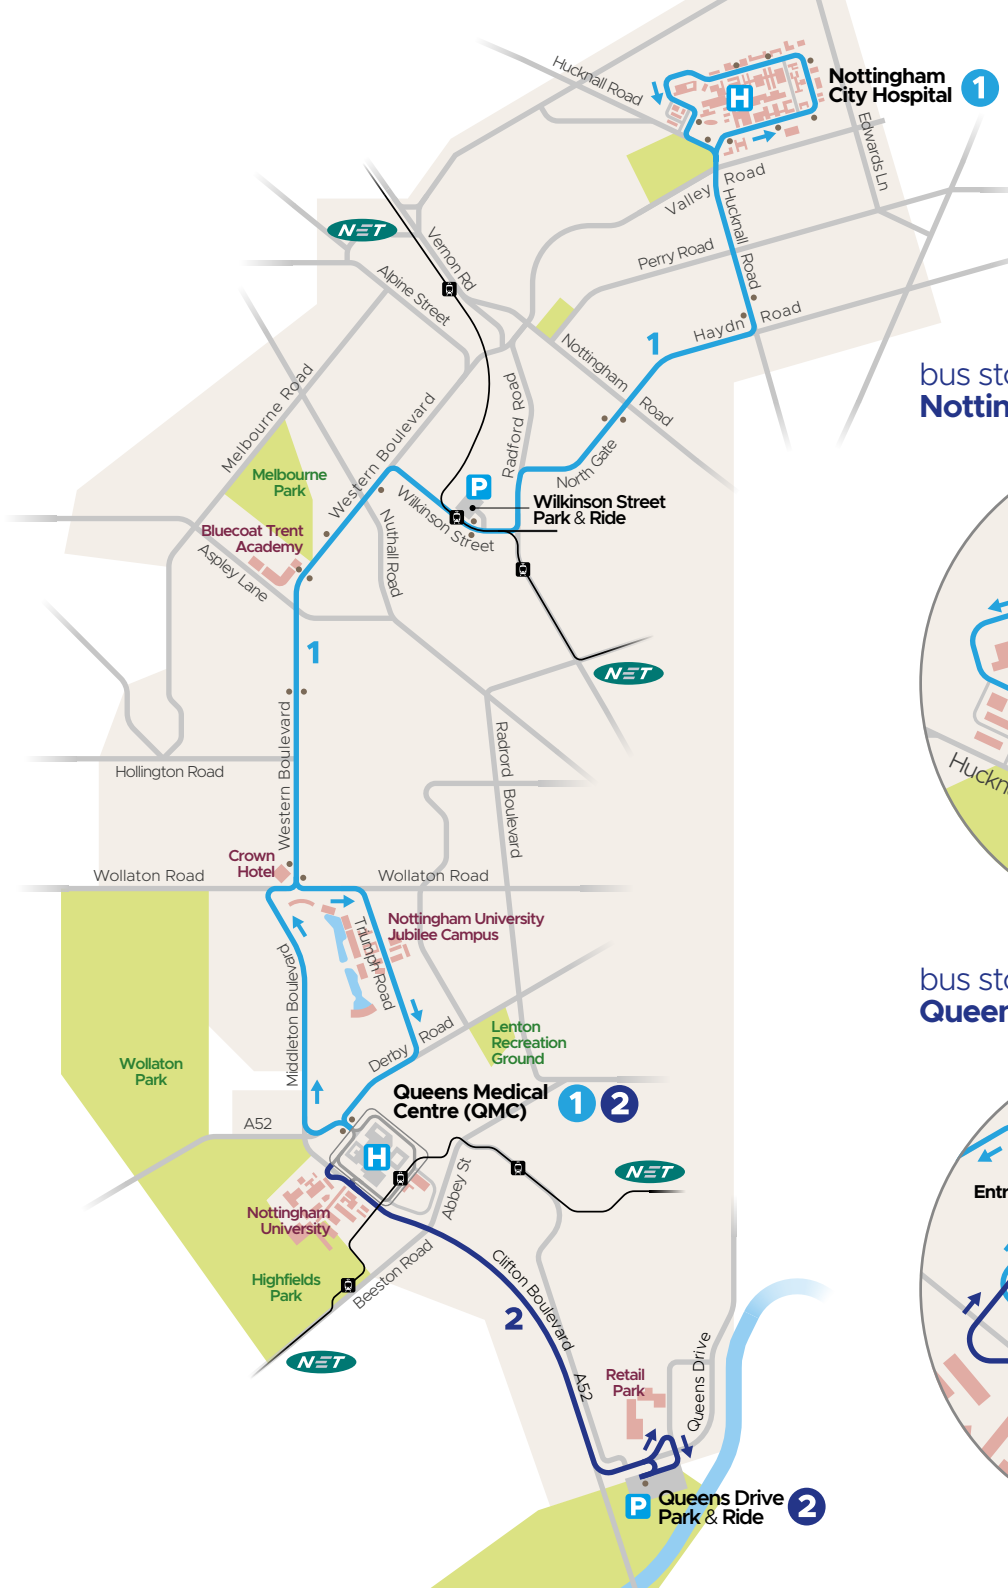 Hucknall Road
Nottingham
City Hospital
1
H
Edwards Ln
Valley Road
Hucknall Road
NET
Vernon Rd
Perry Road
Alpine Street
Haydn Road
1
Nottingham Road
bus sto
Nottin
Melbourne Road
Radford Road
Western Boulevard
Melbourne
Park
North Gate
P
Wilkinson Street
Wilkinson Street
Park & Ride
Bluecoat Trent
Academy
Nuthall Road
Aspley Lane
1
NET
Western Boulevard
Radrord Boulevard
Hollington Road
Huckn
Crown
Hotel
Wollaton Road
Wollaton Road
Nottingham University
Jubilee Campus
Triumph Road
Middleton Boulevard
bus sto
Queen
Lenton
Recreation
Ground
Derby Road
Wollaton
Park
Queens Medical
Centre (QMC)
1
2
A52
H
NET
Abbey St
Entr
Nottingham
University
Highfields
Park
Beeston Road
Clifton Boulevard
2
NET
A52
Retail
Park
Queens Drive
P
Queens Drive
Park & Ride
2